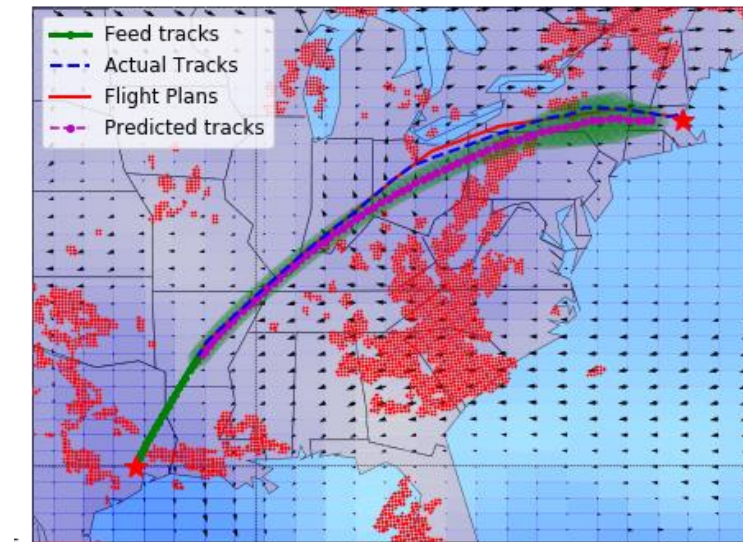 Feed tracks
Actual Tracks
Flight Plans
Predicted tracks